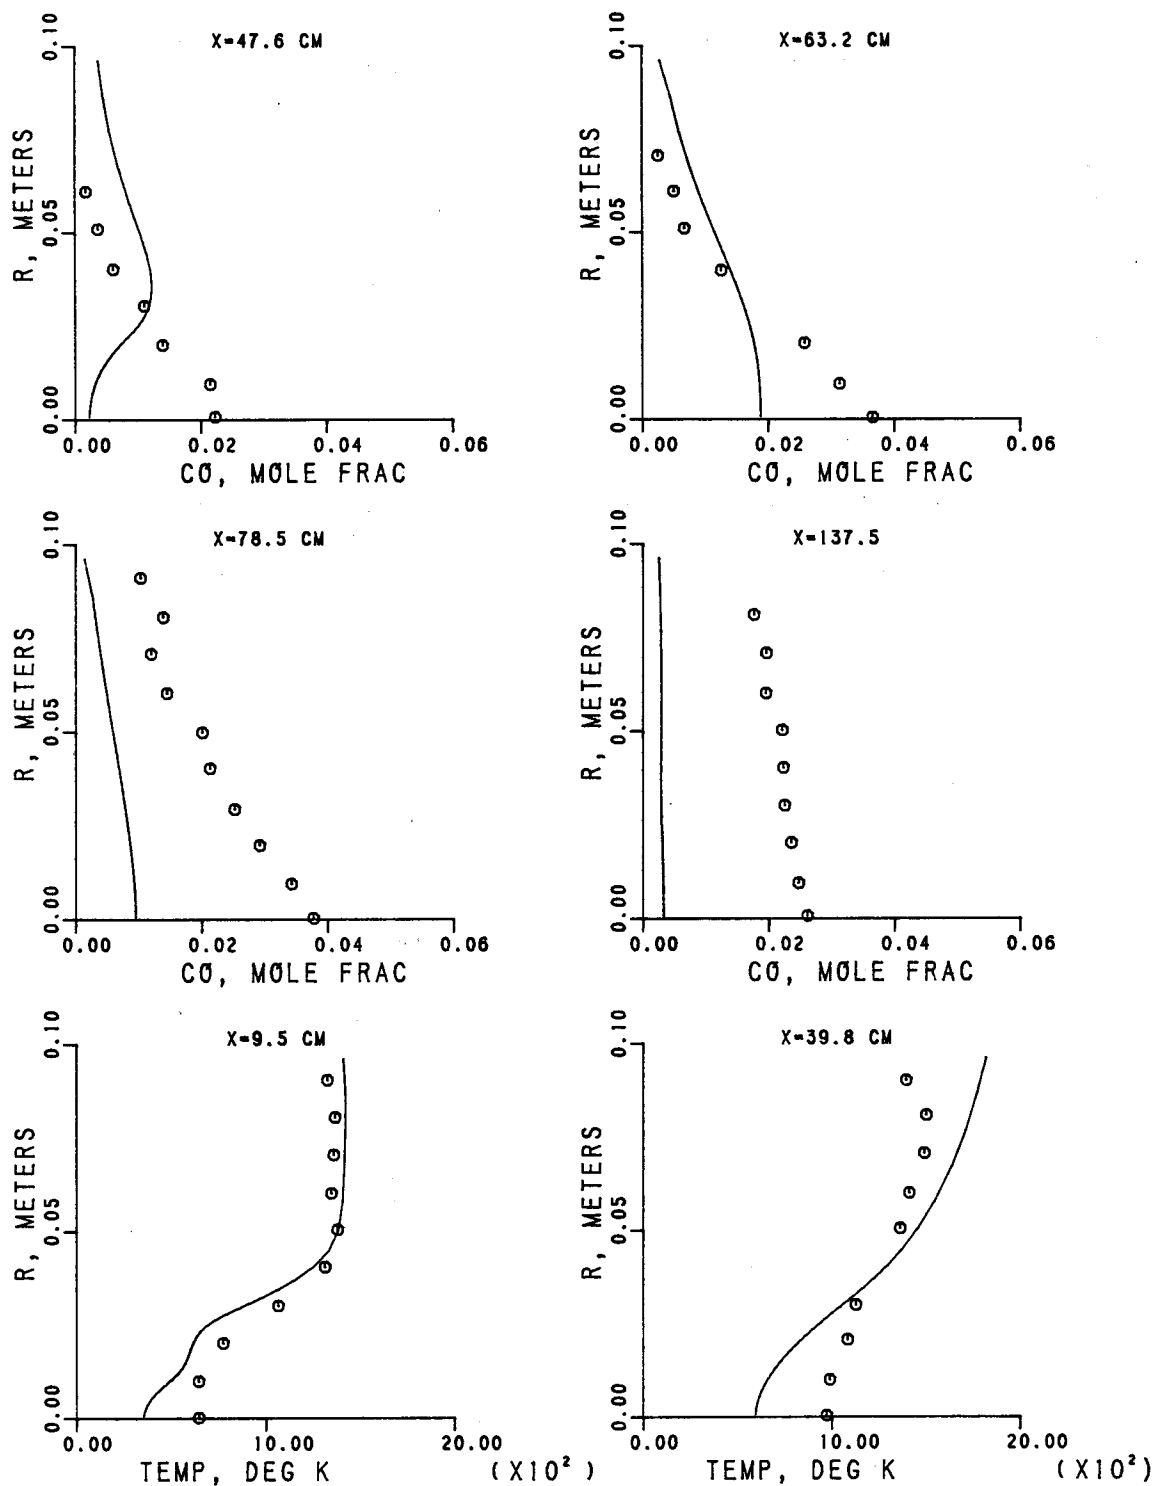 X=47.6 CM
0.10
0.05
0.00
R, METERS
0.00 0.02 0.04 0.06
CO, MOLE FRAC
X=63.2 CM
0.10
0.05
0.00
R, METERS
0.00 0.02 0.04 0.06
CO, MOLE FRAC
X=78.5 CM
0.10
0.05
0.00
R, METERS
0.00 0.02 0.04 0.06
CO, MOLE FRAC
X=137.5
0.10
0.05
0.00
R, METERS
0.00 0.02 0.04 0.06
CO, MOLE FRAC
X=9.5 CM
0.10
0.05
0.00
R, METERS
0.00 10.00 20.00
TEMP, DEG K (X10²)
X=39.8 CM
0.10
0.05
0.00
R, METERS
0.00 10.00 20.00
TEMP, DEG K (X10²)